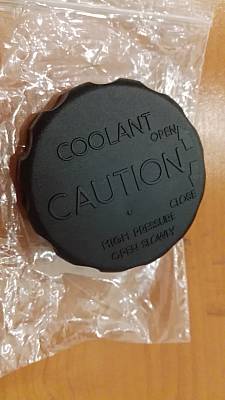 COOLANT
OPEN
CAUTION
CLOSE
HIGH PRESSURE
OPEN SLOWLY